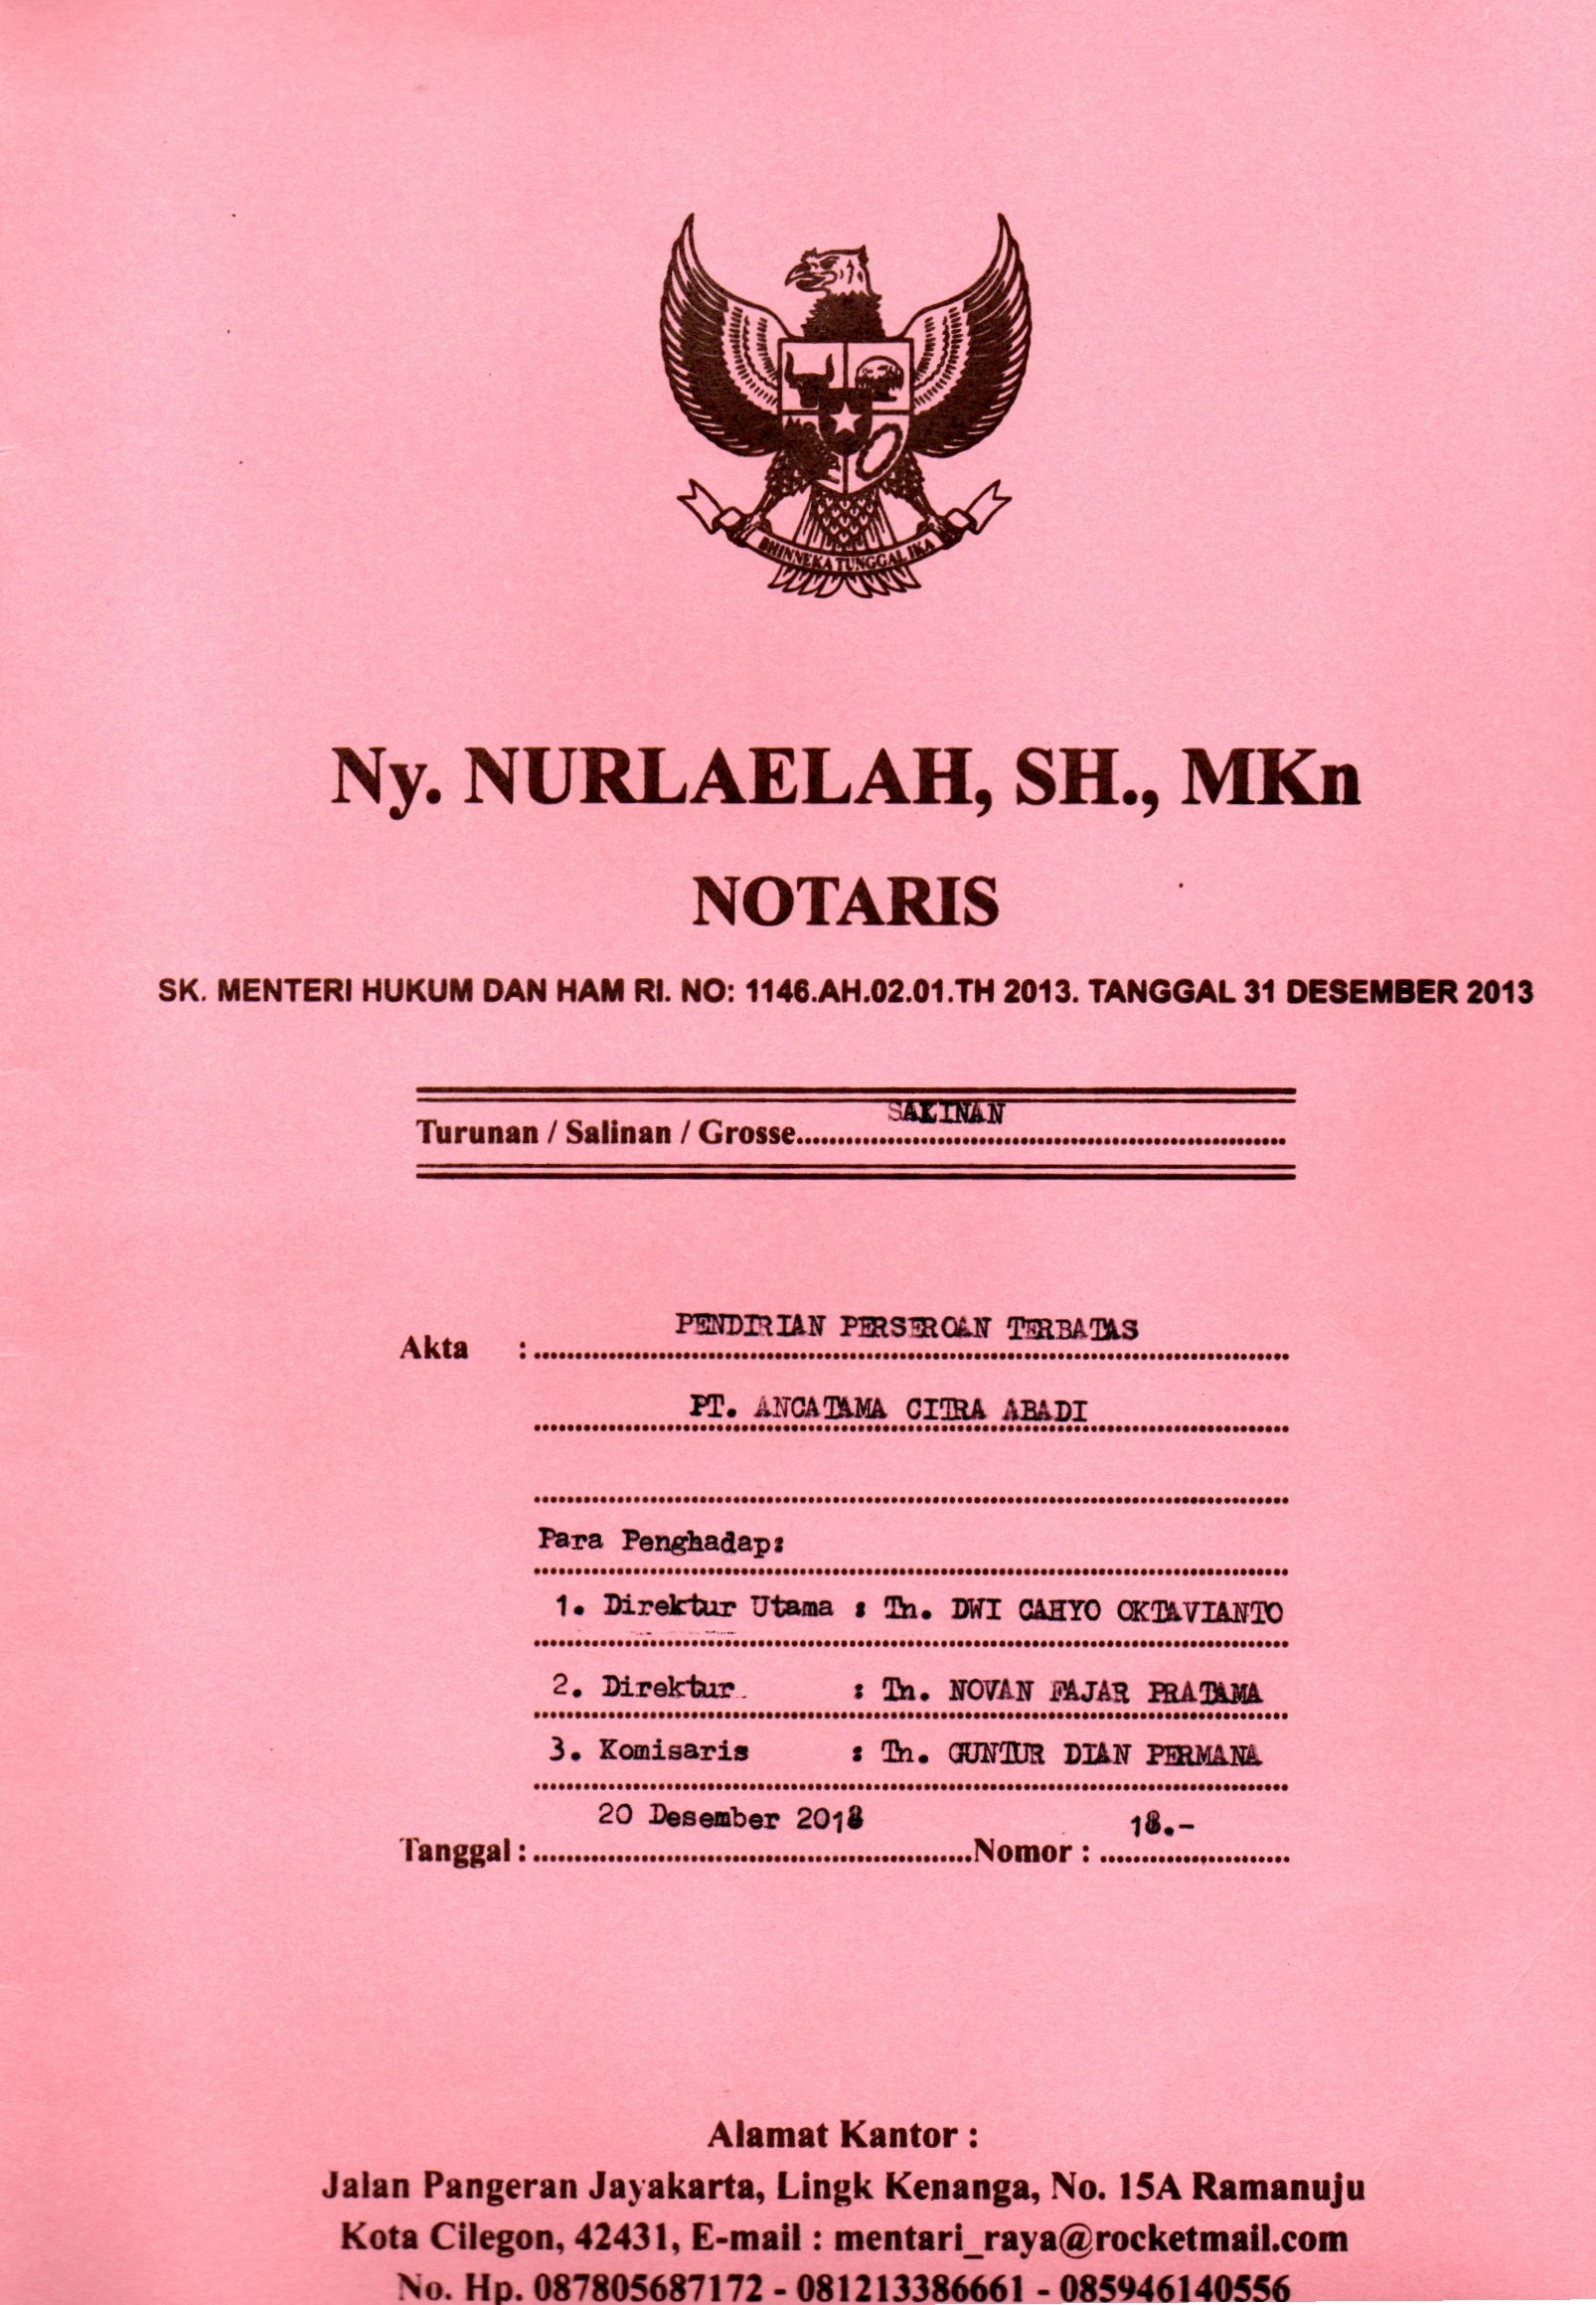 BHINNEKA TUNGGAL IKA
Ny. NURLAELAH, SH., MKn
NOTARIS
SK. MENTERI HUKUM DAN HAM RI. NO: 1146.AH.02.01.TH 2013. TANGGAL 31 DESEMBER 2013
Turunan / Salinan / Grosse.......... SALINAN ..........
Akta : PENDIRIAN PERSEROAN TERBATAS
PT. ANCATAMA CITRA ABADI
Para Penghadap:
1. Direktur Utama : Tn. DWI CAHYO OKTAVIANTO
2. Direktur : Tn. NOVAN FAJAR PRATAMA
3. Komisaris : Tn. GUNTUR DIAN PERMANA
Tanggal : 20 Desember 2018 Nomor : 18.-
Alamat Kantor :
Jalan Pangeran Jayakarta, Lingk Kenanga, No. 15A Ramanuju
Kota Cilegon, 42431, E-mail : mentari_raya@rocketmail.com
No. Hp. 087805687172 - 081213386661 - 085946140556